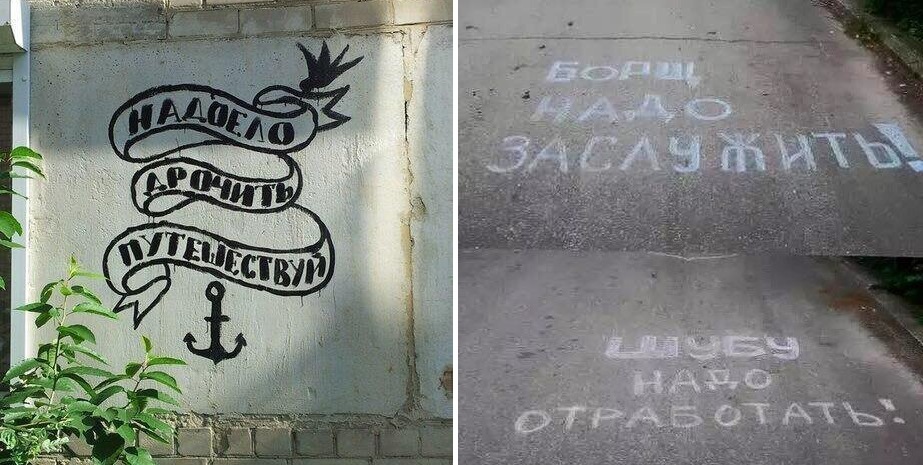 НАДОЕЛО
ДРОЧИТЬ
ПУТЕШЕСТВУЙ
БОРЩ
НАДО
ЗАСЛУЖИТЬ!
ШУБУ
НАДО
ОТРАБОТАТЬ!